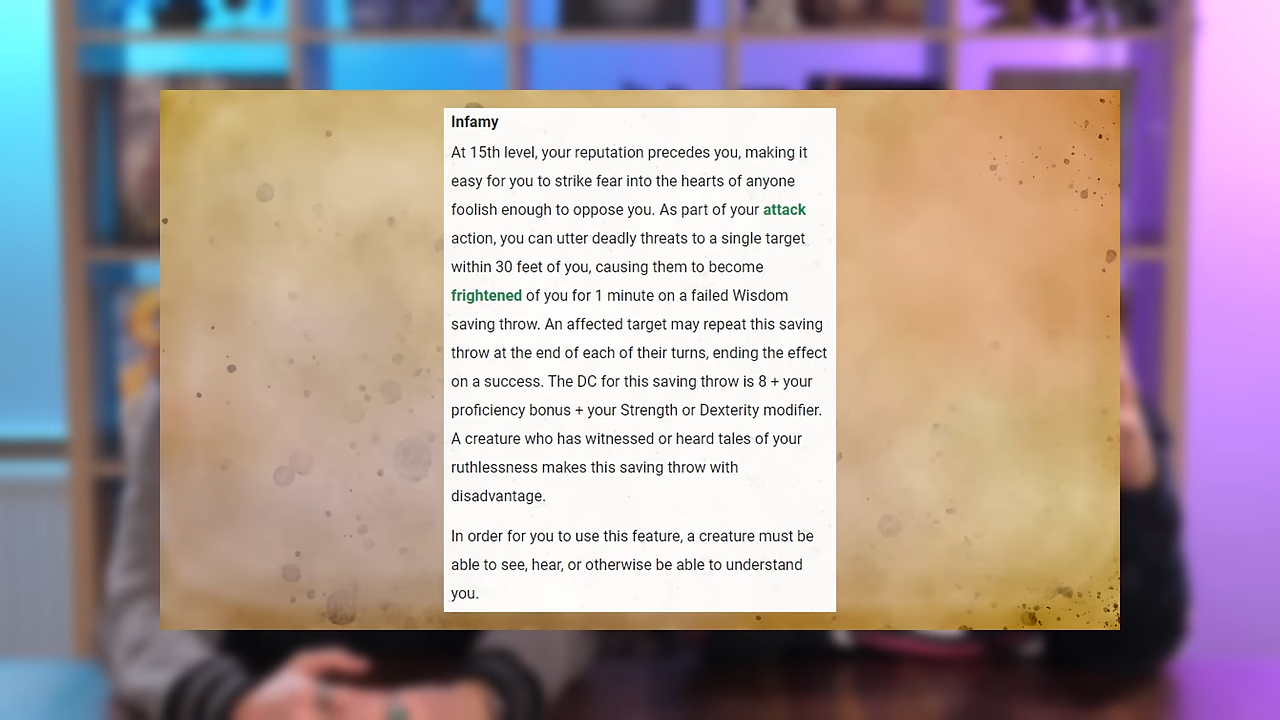 Infamy
At 15th level, your reputation precedes you, making it
easy for you to strike fear into the hearts of anyone
foolish enough to oppose you. As part of your attack
action, you can utter deadly threats to a single target
within 30 feet of you, causing them to become
frightened of you for 1 minute on a failed Wisdom
saving throw. An affected target may repeat this saving
throw at the end of each of their turns, ending the effect
on a success. The DC for this saving throw is 8 + your
proficiency bonus + your Strength or Dexterity modifier.
A creature who has witnessed or heard tales of your
ruthlessness makes this saving throw with
disadvantage.
In order for you to use this feature, a creature must be
able to see, hear, or otherwise be able to understand
you.